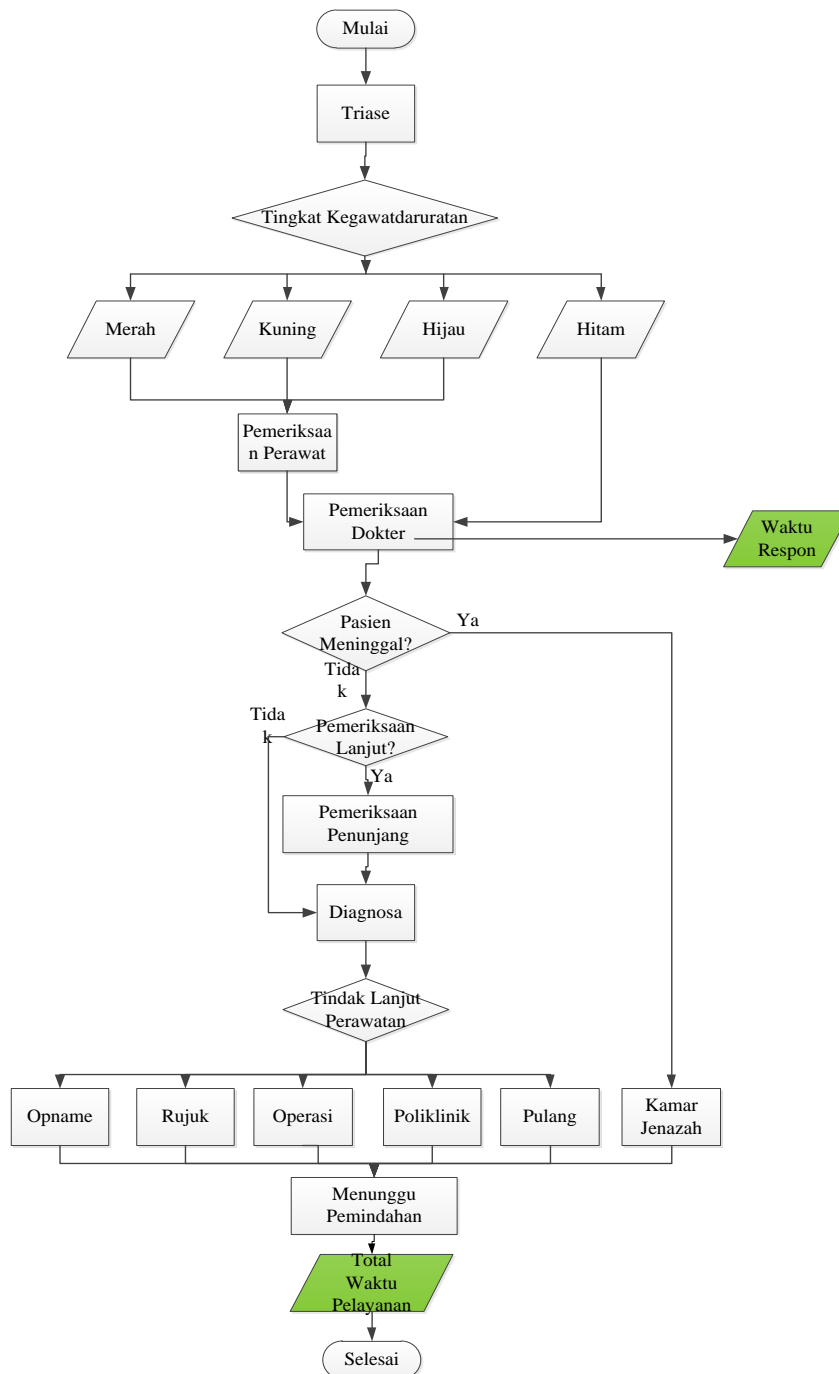 Mulai
Triase
Tingkat Kegawatdaruratan
Merah
Kuning
Hijau
Hitam
Pemeriksaa
n Perawat
Pemeriksaan
Dokter
Waktu
Respon
Pasien
Meninggal?
Ya
Tida
k
Tida
k
Pemeriksaan
Lanjut?
Ya
Pemeriksaan
Penunjang
Diagnosa
Tindak Lanjut
Perawatan
Opname
Rujuk
Operasi
Poliklinik
Pulang
Kamar
Jenazah
Menunggu
Pemindahan
Total
Waktu
Pelayanan
Selesai